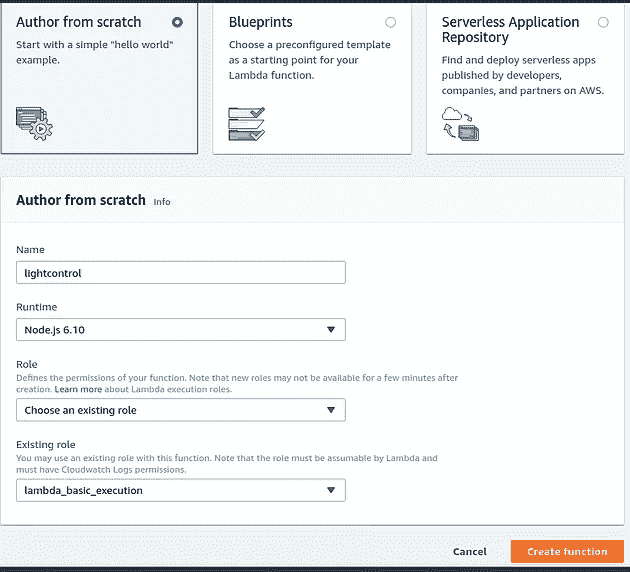 Author from scratch
Start with a simple "hello world"
example.
Blueprints
Choose a preconfigured template
as a starting point for your
Lambda function.
Serverless Application
Repository
Find and deploy serverless apps
published by developers,
companies, and partners on AWS.
Author from scratch Info
Name
lightcontrol
Runtime
Node.js 6.10
Role
Defines the permissions of your function. Note that new roles may not be available for a few minutes after
creation. Learn more about Lambda execution roles.
Choose an existing role
Existing role
You may use an existing role with this function. Note that the role must be assumable by Lambda and
must have Cloudwatch Logs permissions.
lambda_basic_execution
Cancel Create function